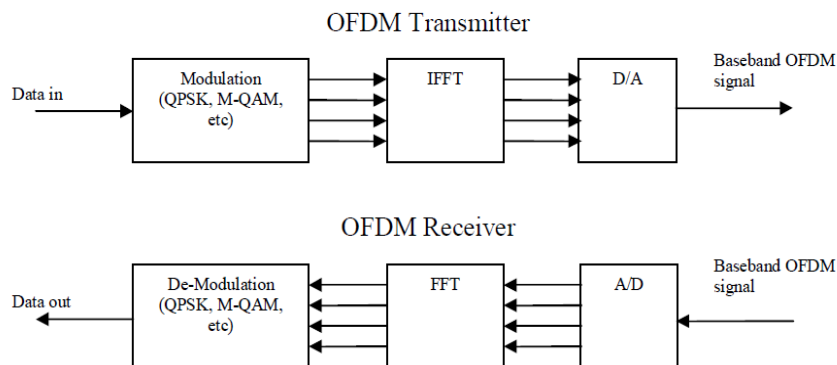 OFDM Transmitter
Data in
Modulation
(QPSK, M-QAM,
etc)
IFFT
D/A
Baseband OFDM
signal
OFDM Receiver
Data out
De-Modulation
(QPSK, M-QAM,
etc)
FFT
A/D
Baseband OFDM
signal